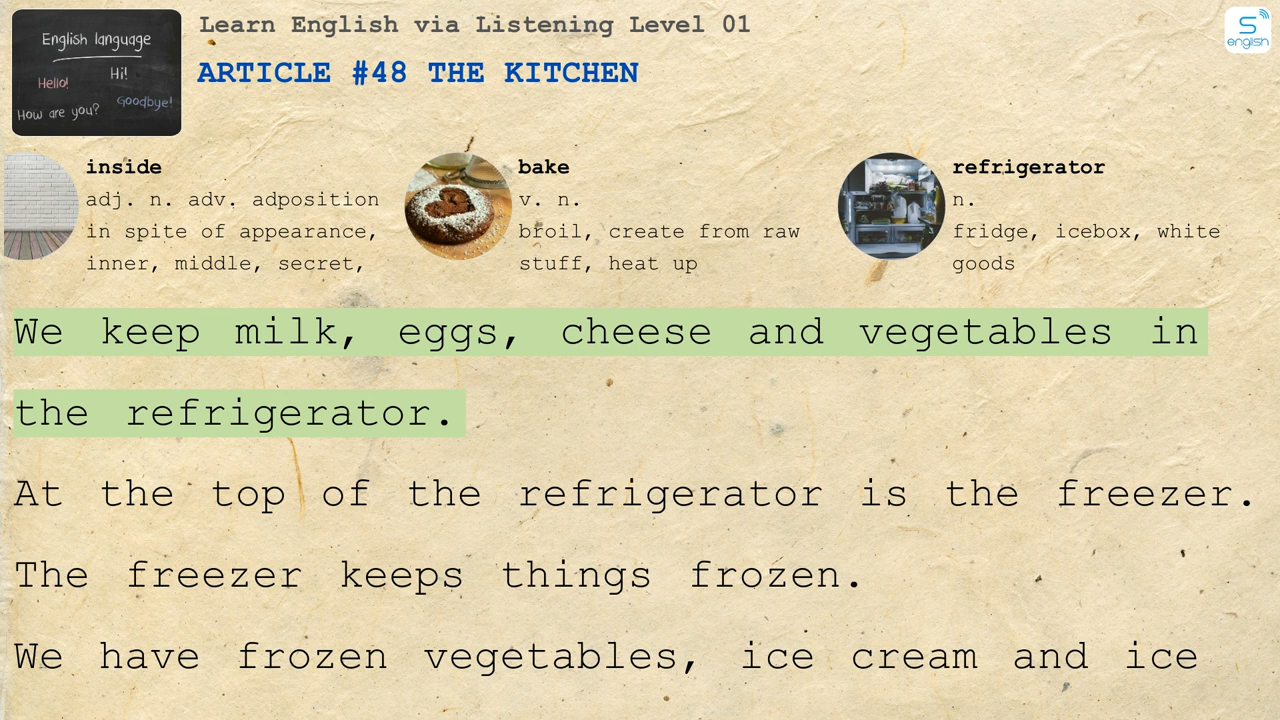 English language
Hello!
Hi!
How are you?
Goodbye!
Learn English via Listening Level 01
ARTICLE #48 THE KITCHEN
S
english
inside
adj. n. adv. adposition
in spite of appearance,
inner, middle, secret,
bake
v. n.
broil, create from raw
stuff, heat up
refrigerator
n.
fridge, icebox, white
goods
We keep milk, eggs, cheese and vegetables in
the refrigerator.
At the top of the refrigerator is the freezer.
The freezer keeps things frozen.
We have frozen vegetables, ice cream and ice